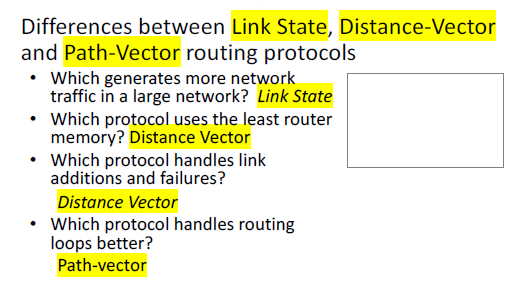 Differences between Link State, Distance-Vector
and Path-Vector routing protocols
• Which generates more network
traffic in a large network? Link State
• Which protocol uses the least router
memory? Distance Vector
• Which protocol handles link
additions and failures?
Distance Vector
• Which protocol handles routing
loops better?
Path-vector